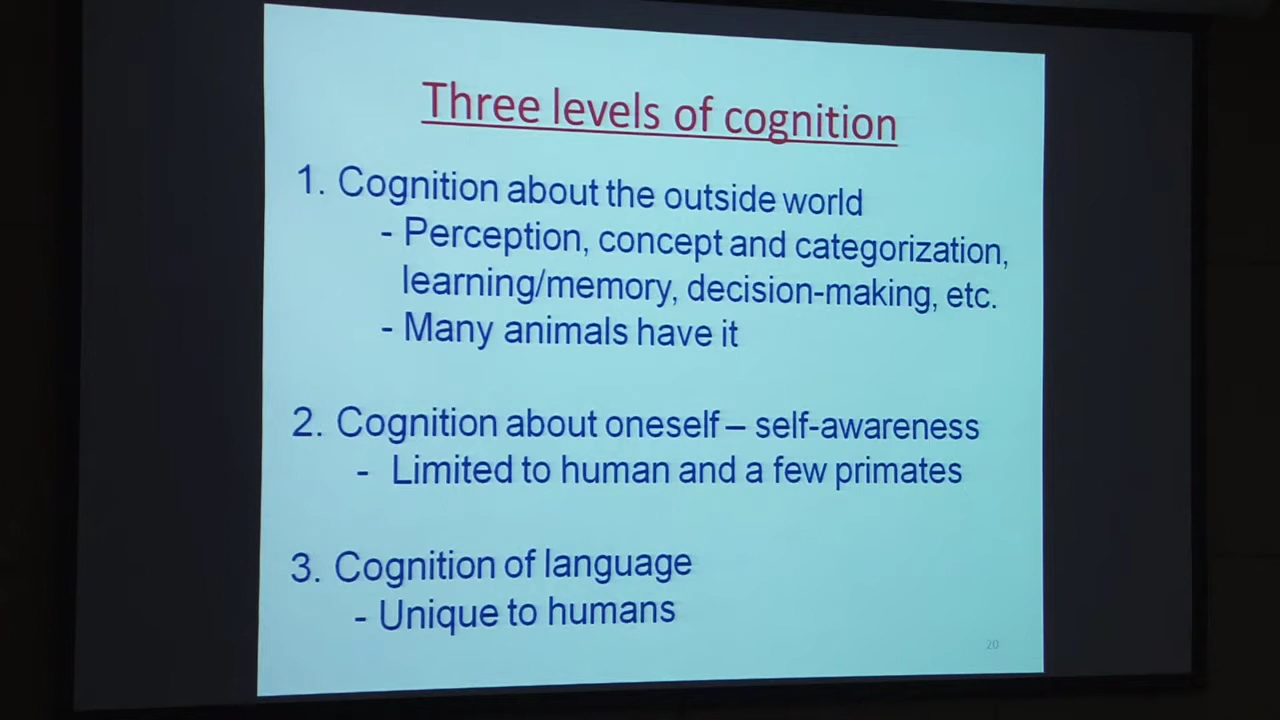 Three levels of cognition
1. Cognition about the outside world
- Perception, concept and categorization,
learning/memory, decision-making, etc.
- Many animals have it
2. Cognition about oneself – self-awareness
- Limited to human and a few primates
3. Cognition of language
- Unique to humans
20